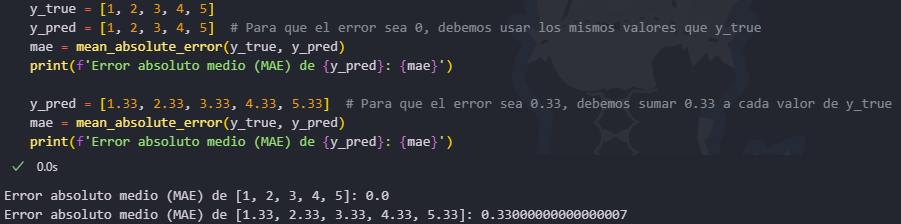 y_true = [1, 2, 3, 4, 5]
y_pred = [1, 2, 3, 4, 5]  # Para que el error sea 0, debemos usar los mismos valores que y_true
mae = mean_absolute_error(y_true, y_pred)
print(f'Error absoluto medio (MAE) de {y_pred}: {mae}')

y_pred = [1.33, 2.33, 3.33, 4.33, 5.33]  # Para que el error sea 0.33, debemos sumar 0.33 a cada valor de y_true
mae = mean_absolute_error(y_true, y_pred)
print(f'Error absoluto medio (MAE) de {y_pred}: {mae}')
✓ 0.0s
Error absoluto medio (MAE) de [1, 2, 3, 4, 5]: 0.0
Error absoluto medio (MAE) de [1.33, 2.33, 3.33, 4.33, 5.33]: 0.33000000000000007